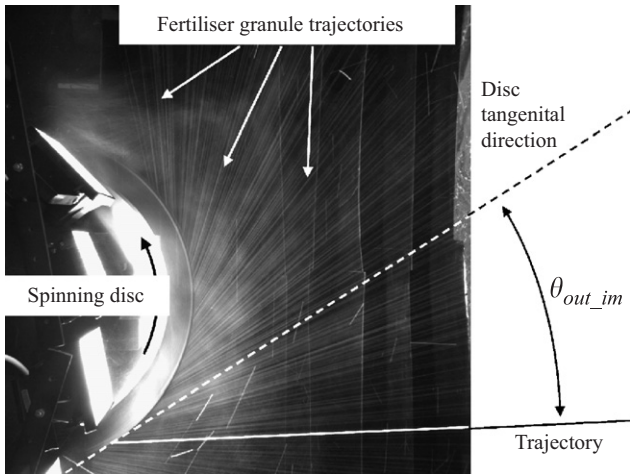 Fertiliser granule trajectories
Disc
tangenital
direction
Spinning disc
θout_im
Trajectory